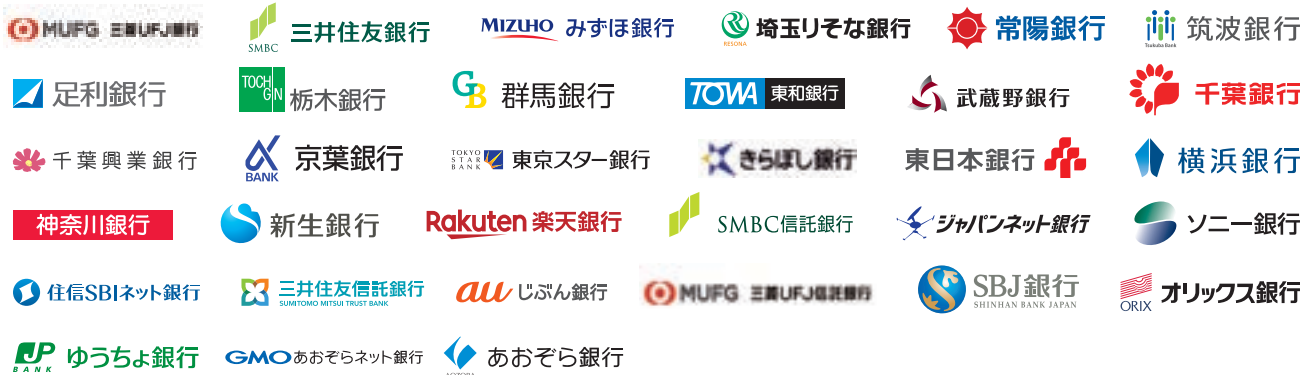 MUFG 三菱UFJ銀行
SMBC 三井住友銀行
MIZUHO みずほ銀行
RESONA 埼玉りそな銀行
常陽銀行
Tsukuba Bank 筑波銀行
足利銀行
TOCHGIN 栃木銀行
GB 群馬銀行
TOWA 東和銀行
武蔵野銀行
千葉銀行
千葉興業銀行
BANK 京葉銀行
TOKYO STAR BANK 東京スター銀行
きらぼし銀行
東日本銀行
横浜銀行
神奈川銀行
新生銀行
Rakuten 楽天銀行
SMBC信託銀行
ジャパンネット銀行
ソニー銀行
住信SBIネット銀行
三井住友信託銀行
SUMITOMO MITSUI TRUST BANK
au じぶん銀行
MUFG 三菱UFJ信託銀行
SBJ銀行
SHINHAN BANK JAPAN
ORIX オリックス銀行
JP BANK ゆうちょ銀行
GMOあおぞらネット銀行
あおぞら銀行